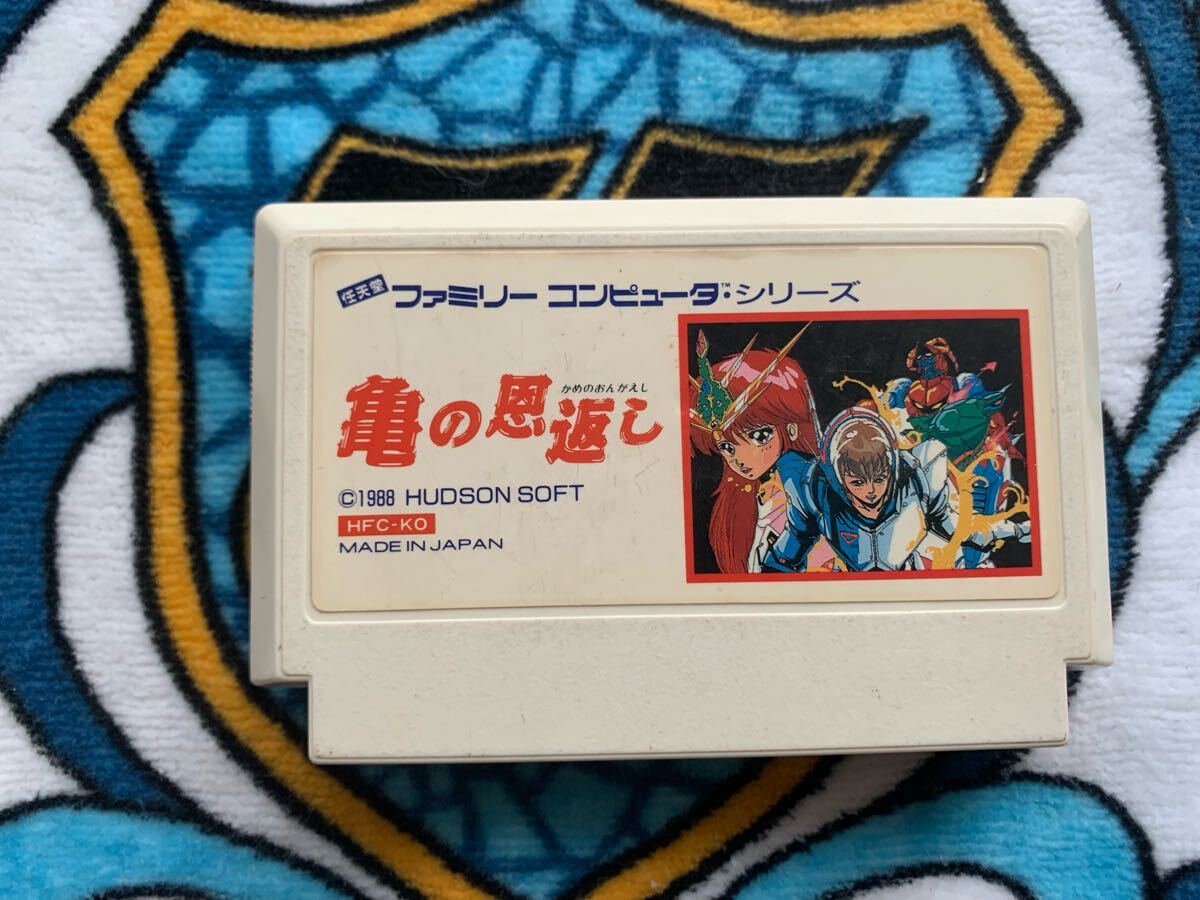 任天堂 ファミリー コンピュータ™シリーズ
かめのおんがえし
亀の恩返し
©1988 HUDSON SOFT
HFC-KO
MADE IN JAPAN